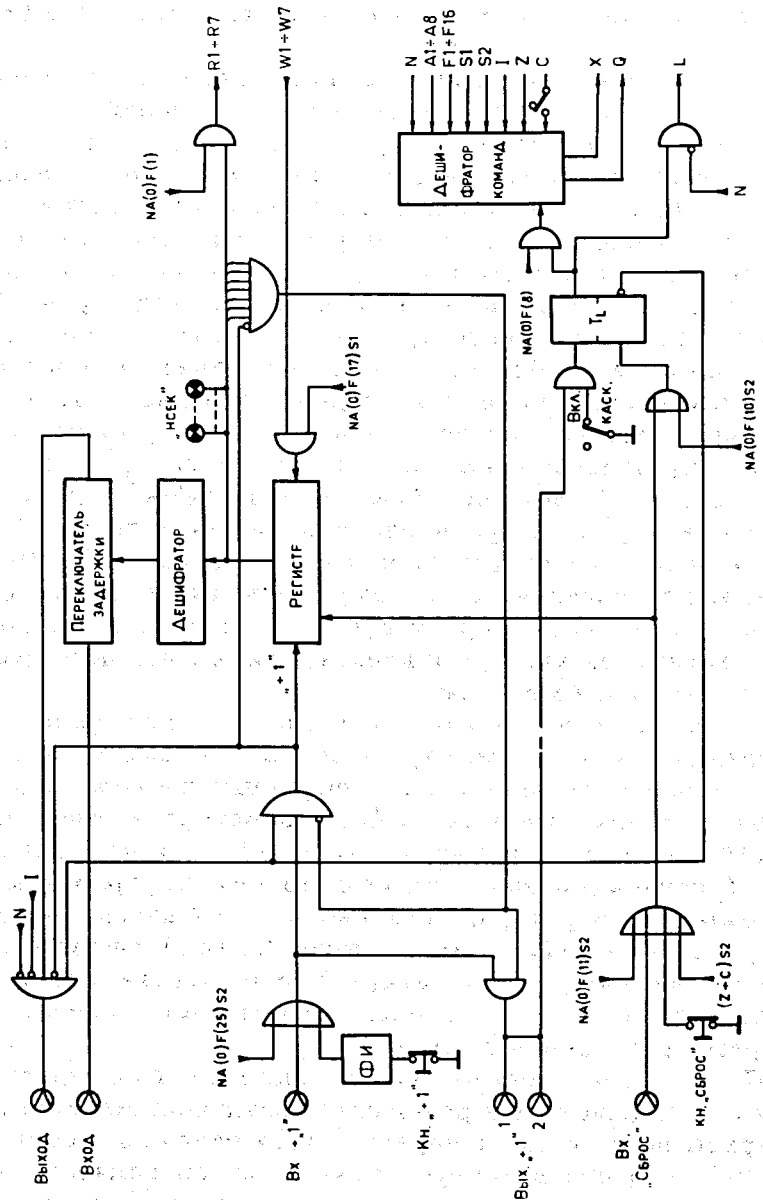 R1÷R7
W1÷W7
NA(0)F(1)
N
A1÷A8
F1÷F16
S1
S2
I
Z
C
X
Q
L
ДЕШИ-
ФРАТОР
КОМАНД
NA(0)F(8)
N
TL
ВКЛ.
КАСК.
NA(0)F(10)S2
„НСЕК"
NA(0)F(17)S1
ПЕРЕКЛЮЧАТЕЛЬ
ЗАДЕРЖКИ
ДЕШИФРАТОР
РЕГИСТР
„+1"
N
I
NA(0)F(25)S2
ФИ
КН. „+1"
NA(0)F(11)S2
(Z+C)S2
КН. „СБРОС"
ВЫХОД
ВХОД
ВХ „+1"
ВЫХ. „+1"
1
2
ВХ.
„СБРОС"